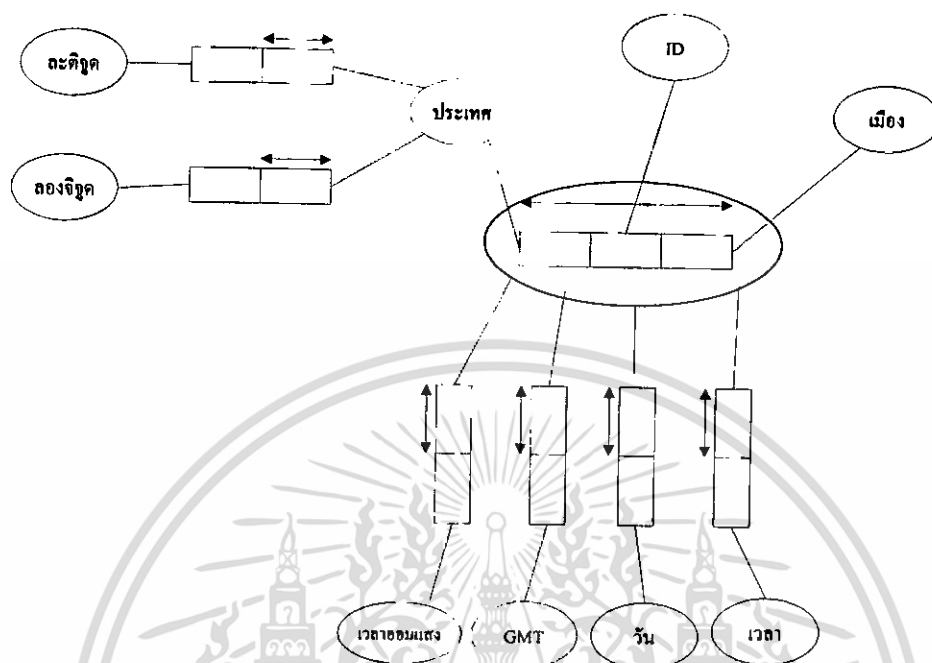 ละติจูด
ID
ประเทศ
เมือง
ลองจิจูด
เวลาออมแสง
GMT
วัน
เวลา